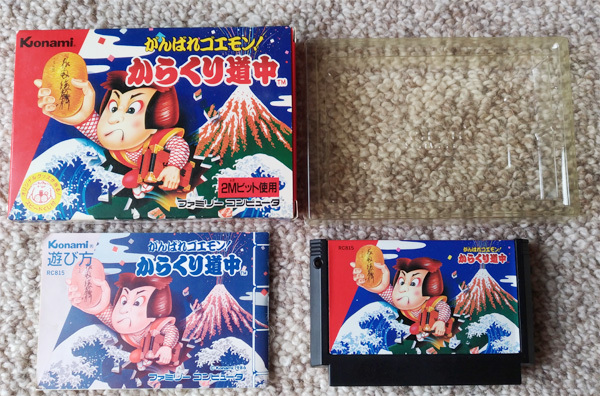 Konami
がんばれゴエモン!
からくり道中
TM
2Mビット使用
ファミリーコンピュータ
Konami
遊び方
RC815
がんばれゴエモン!
からくり道中
ファミリーコンピュータ
RC815
がんばれゴエモン!
からくり道中